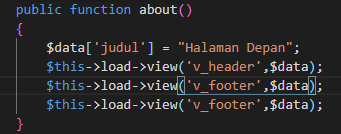 public function about()
{
$data['judul'] = "Halaman Depan";
$this->load->view('v_header',$data);
$this->load->view('v_footer',$data);
$this->load->view('v_footer',$data);
}